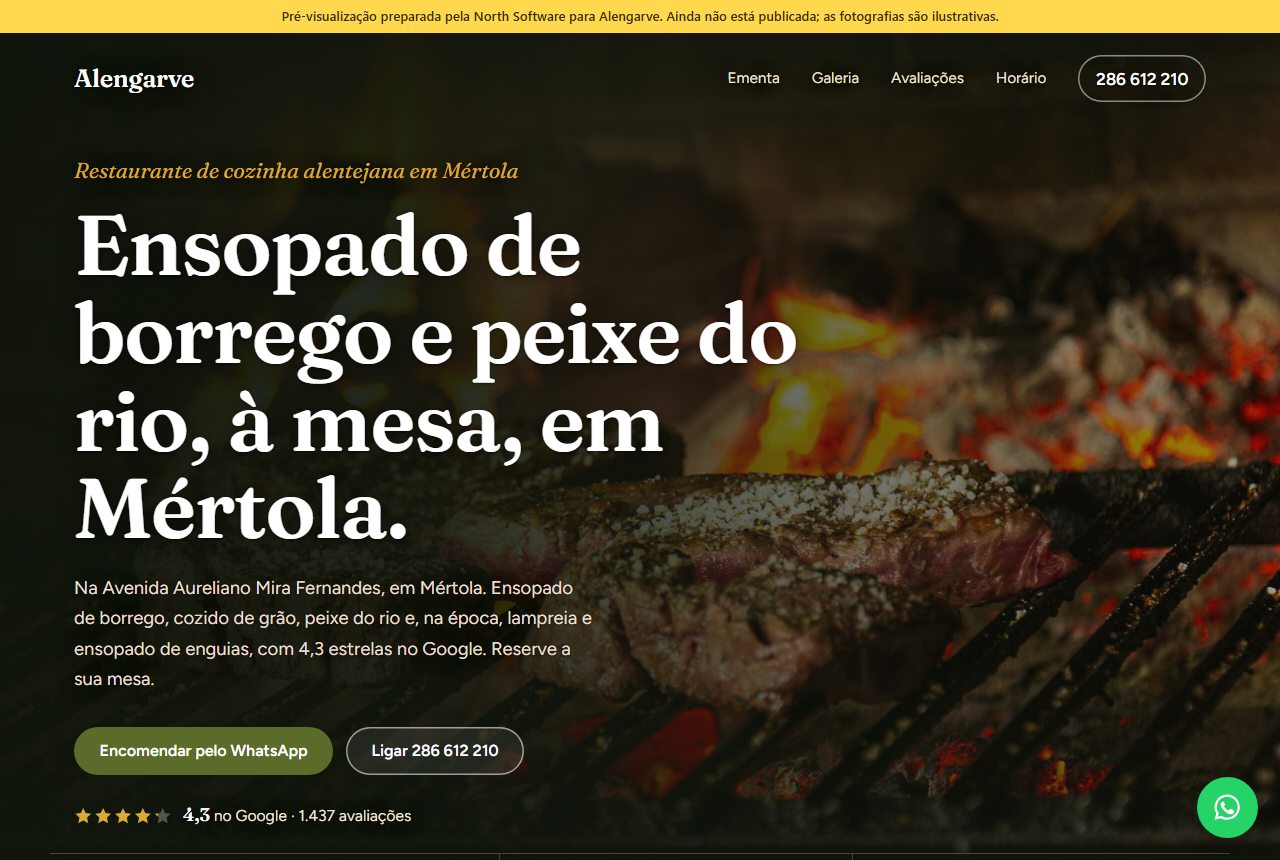 Pré-visualização preparada pela North Software para Alengarve. Ainda não está publicada; as fotografias são ilustrativas.
Alengarve
Ementa
Galeria
Avaliações
Horário
286 612 210
Restaurante de cozinha alentejana em Mértola
Ensopado de
borrego e peixe do
rio, à mesa, em
Mértola.
Na Avenida Aureliano Mira Fernandes, em Mértola. Ensopado
de borrego, cozido de grão, peixe do rio e, na época, lampreia e
ensopado de enguias, com 4,3 estrelas no Google. Reserve a
sua mesa.
Encomendar pelo WhatsApp
Ligar 286 612 210
4,3 no Google · 1.437 avaliações